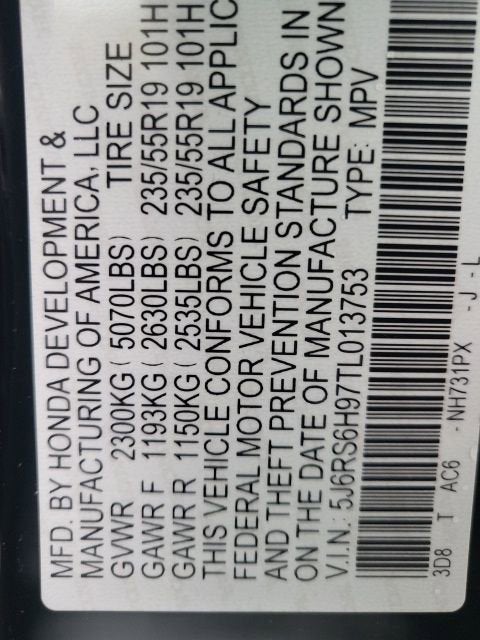 MFD. BY HONDA DEVELOPMENT &
MANUFACTURING OF AMERICA, LLC
GVWR 2300KG ( 5070LBS) TIRE SIZE
GAWR F 1193KG ( 2630LBS) 235/55R19 101H
GAWR R 1150KG ( 2535LBS) 235/55R19 101H
THIS VEHICLE CONFORMS TO ALL APPLIC
FEDERAL MOTOR VEHICLE SAFETY
AND THEFT PREVENTION STANDARDS IN
ON THE DATE OF MANUFACTURE SHOWN
V.I.N.: 5J6RS6H97TL013753 TYPE: MPV
3D8 T AC6 - NH731PX - J - L